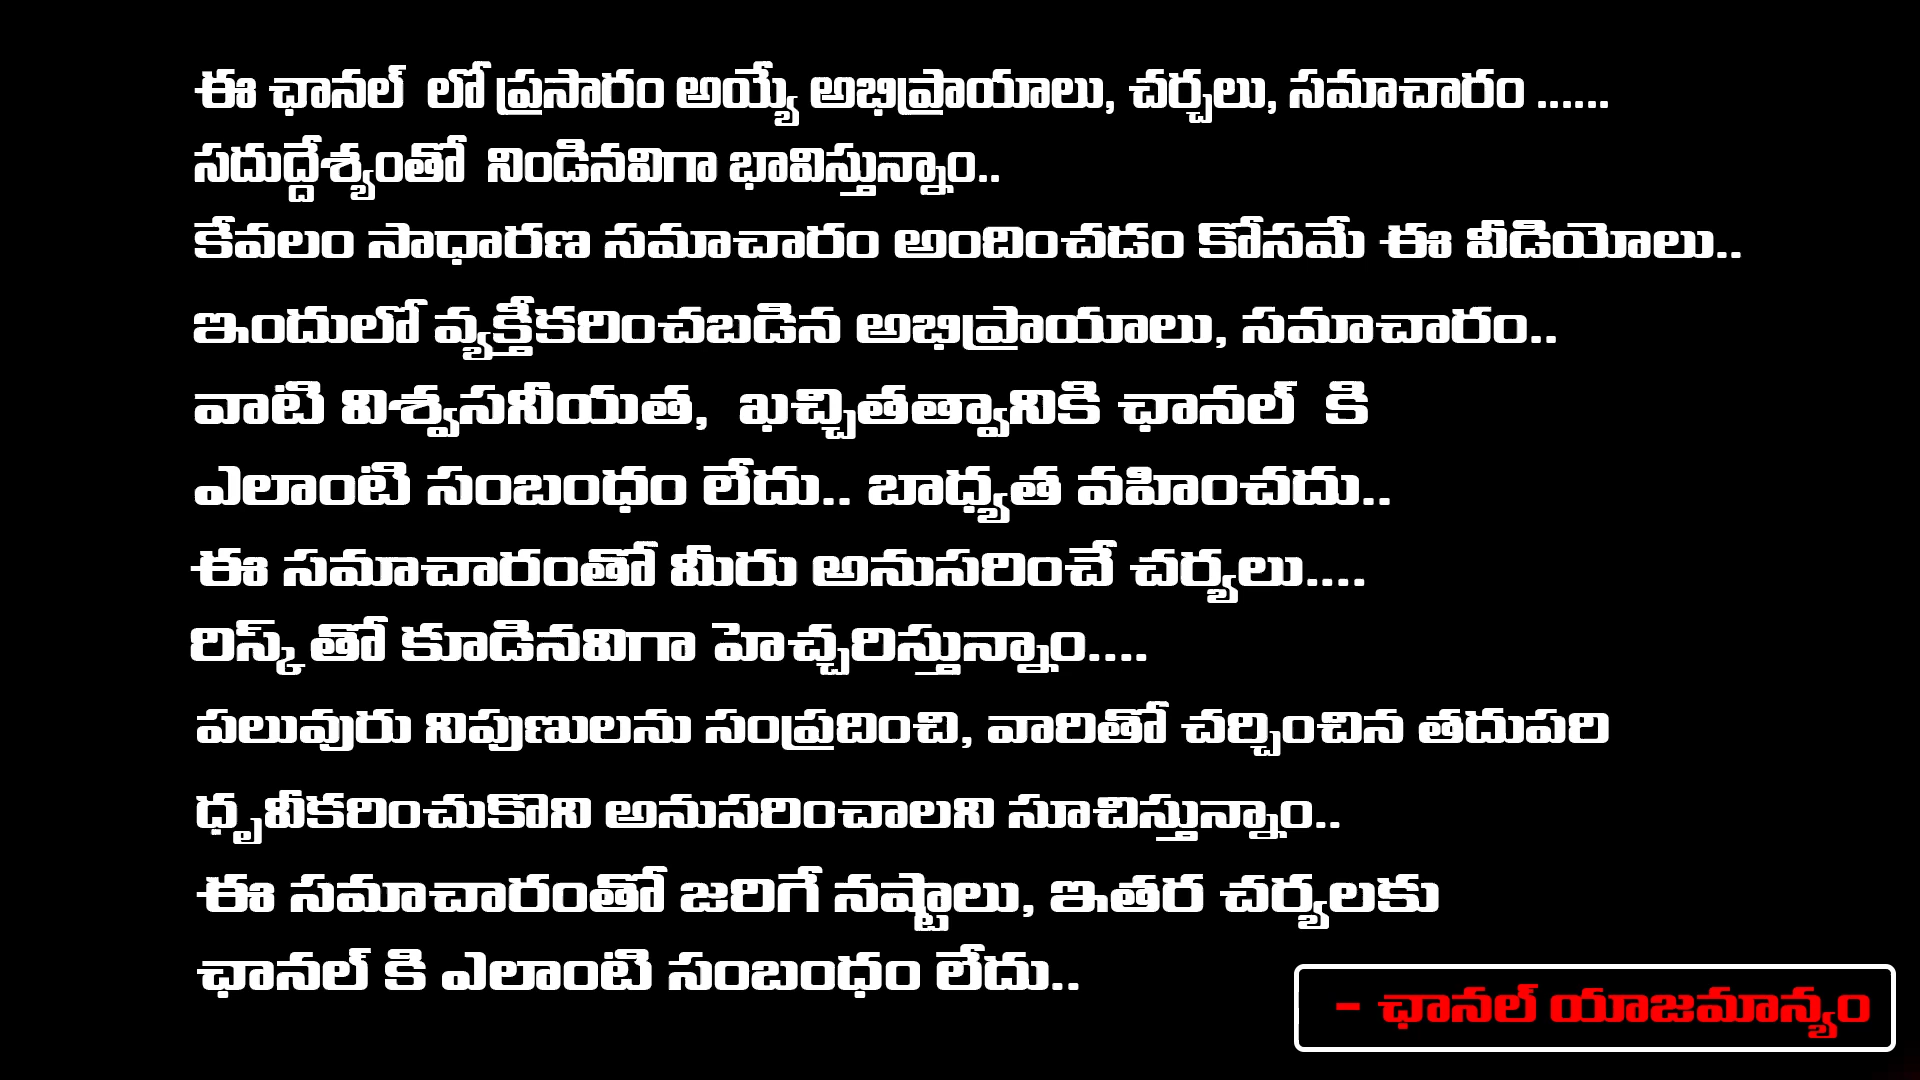 ఈ ఛానల్ లో ప్రసారం అయ్యే అభిప్రాయాలు, చర్చలు, సమాచారం ......
సదుద్దేశ్యంతో నిండినవిగా భావిస్తున్నాం..
కేవలం సాధారణ సమాచారం అందించడం కోసమే ఈ వీడియోలు..
ఇందులో వ్యక్తీకరించబడిన అభిప్రాయాలు, సమాచారం..
వాటి విశ్వసనీయత, ఖచ్చితత్వానికి ఛానల్ కి
ఎలాంటి సంబంధం లేదు.. బాధ్యత వహించదు..
ఈ సమాచారంతో మీరు అనుసరించే చర్యలు....
రిస్క్ తో కూడినవిగా హెచ్చరిస్తున్నాం....
పలువురు నిపుణులను సంప్రదించి, వారితో చర్చించిన తదుపరి
ధృవీకరించుకొని అనుసరించాలని సూచిస్తున్నాం..
ఈ సమాచారంతో జరిగే నష్టాలు, ఇతర చర్యలకు
ఛానల్ కి ఎలాంటి సంబంధం లేదు..
- ఛానల్ యాజమాన్యం